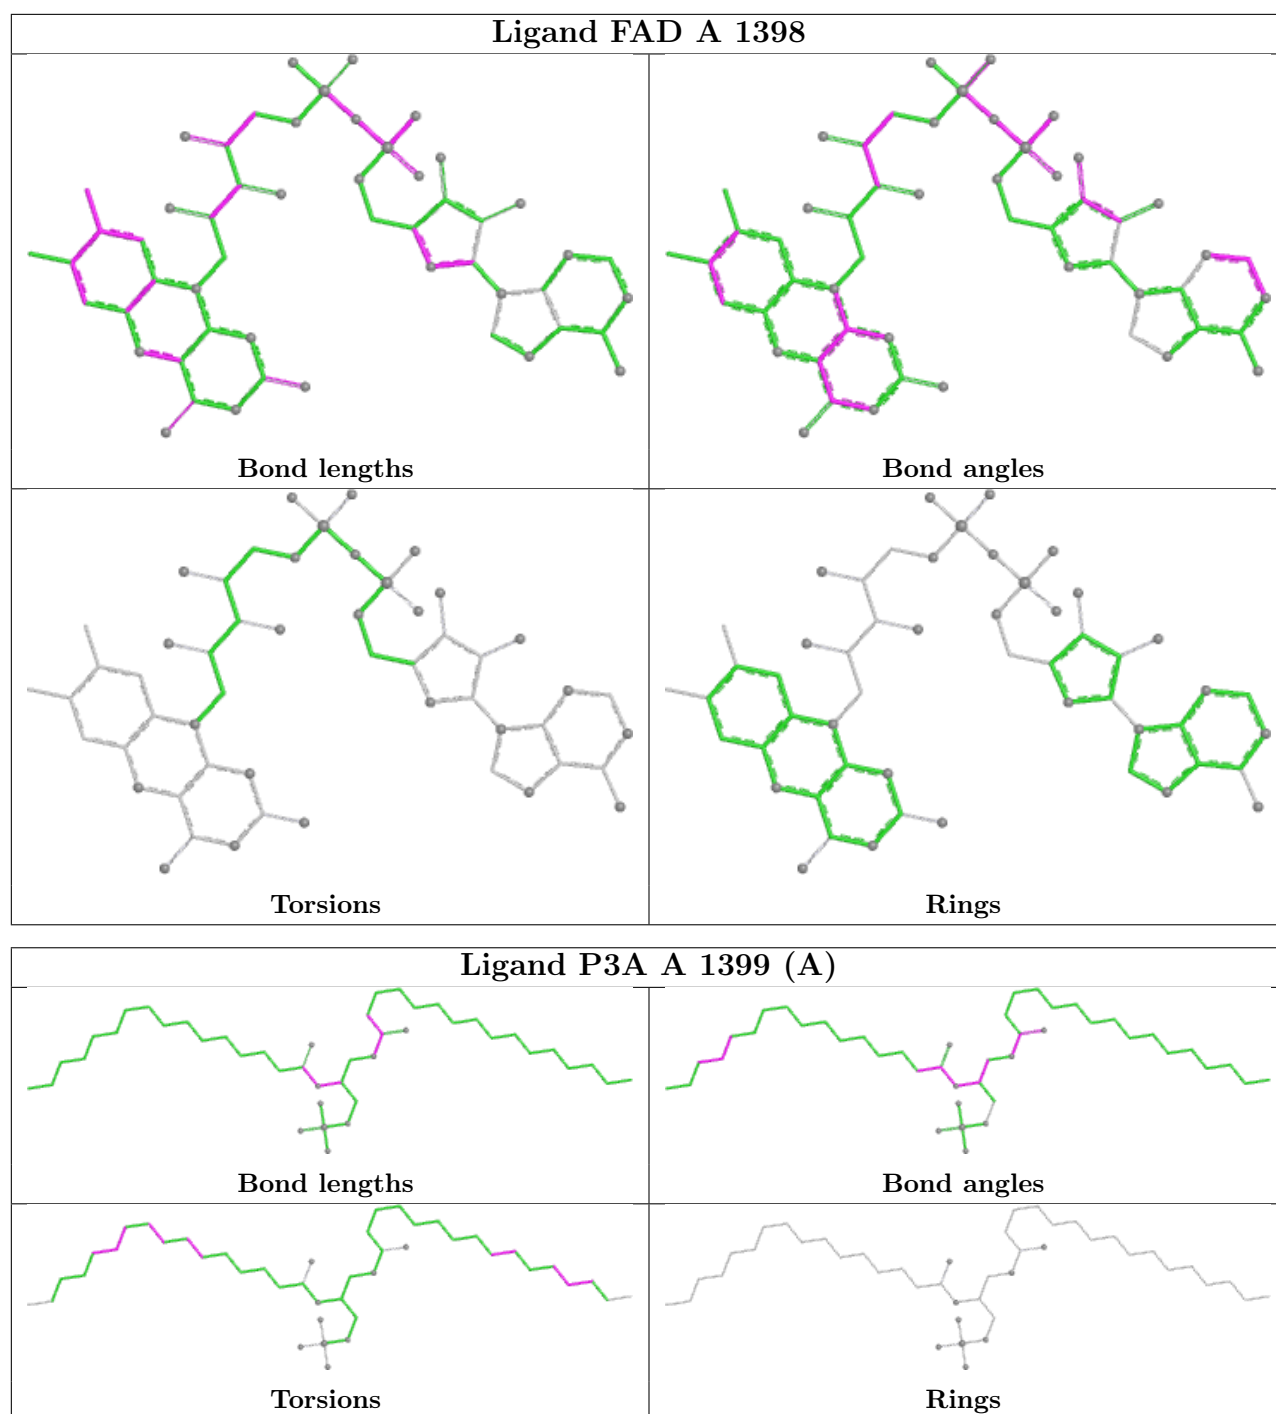 Ligand FAD A 1398
Bond lengths
Bond angles
Torsions
Rings
Ligand P3A A 1399 (A)
Bond lengths
Bond angles
Torsions
Rings